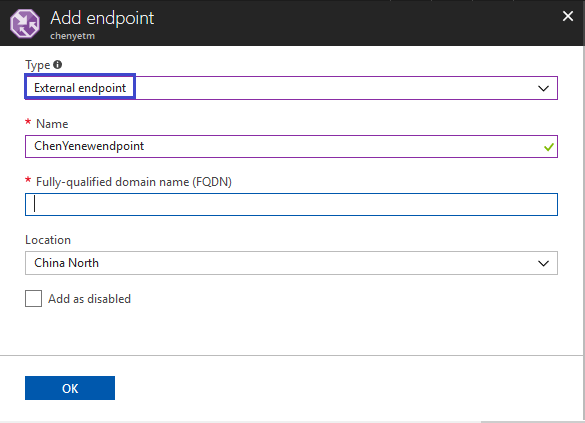 Add endpoint
chenyetm
Type
External endpoint
* Name
ChenYenewendpoint
* Fully-qualified domain name (FQDN)
Location
China North
Add as disabled
OK